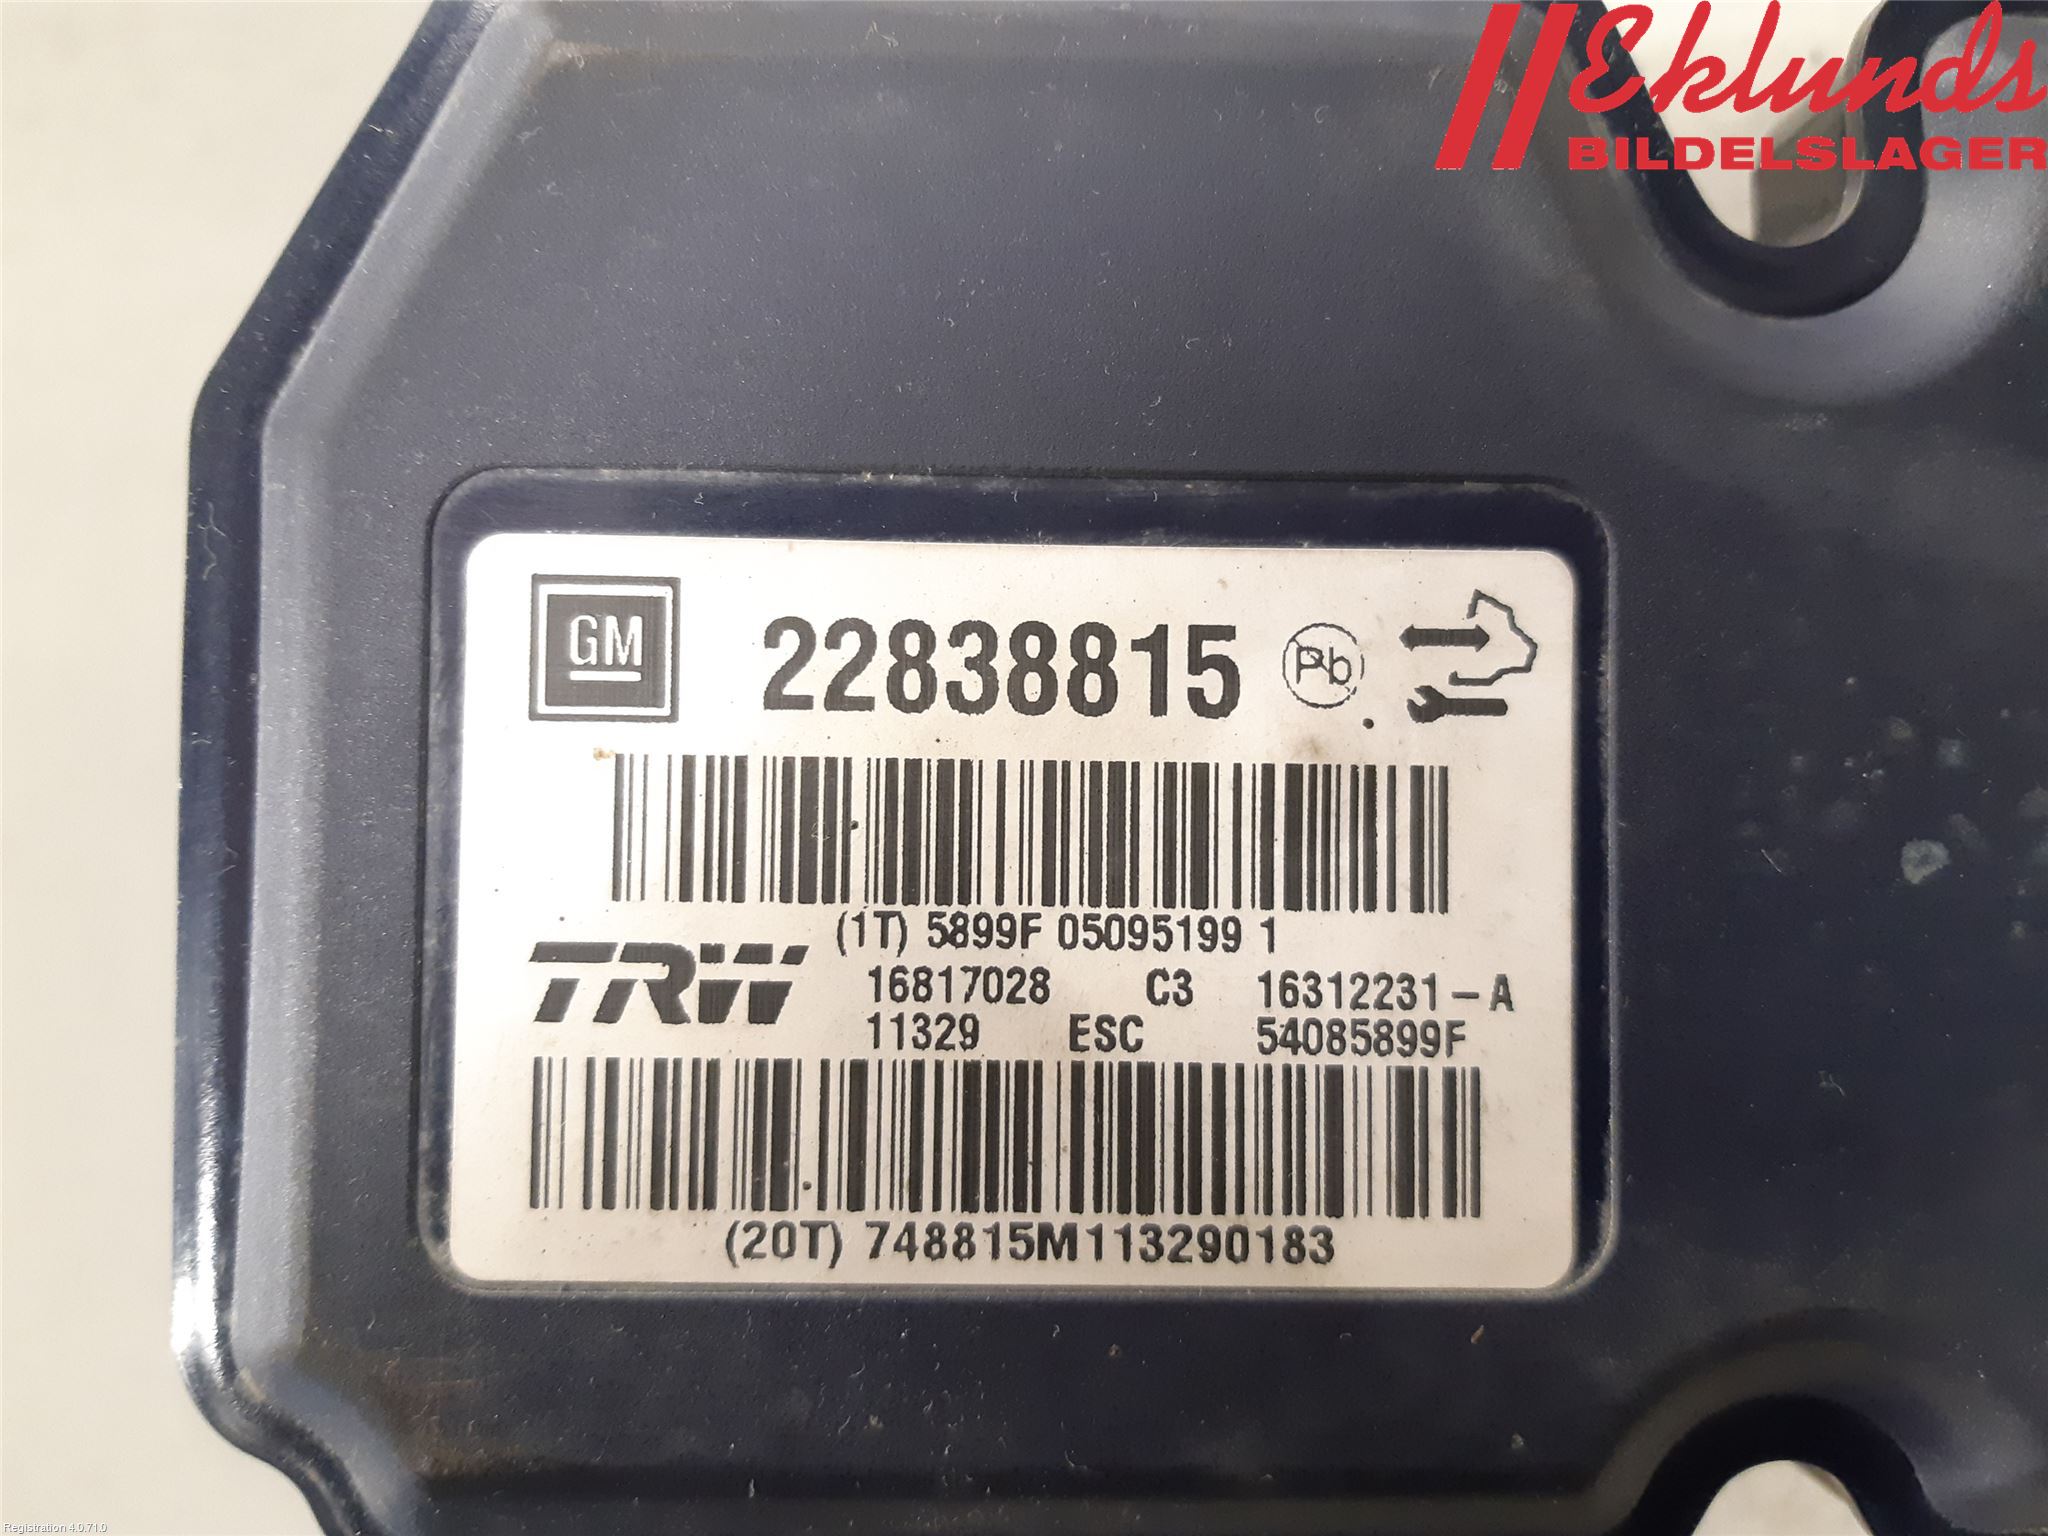 Eklunds
BILDELSLAGER
GM 22838815 Pb
(1T) 5899F 05095199 1
TRW
16817028 C3 16312231-A
11329 ESC 54085899F
(20T) 748815M113290183
Registration 4.0.71.0